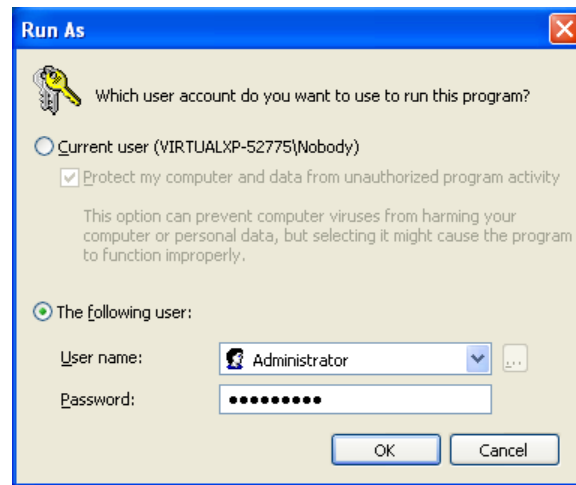 Run As
Which user account do you want to use to run this program?
Current user (VIRTUALXP-52775\Nobody)
Protect my computer and data from unauthorized program activity
This option can prevent computer viruses from harming your
computer or personal data, but selecting it might cause the program
to function improperly.
The following user:
User name: Administrator ...
Password: •••••••••
OK Cancel